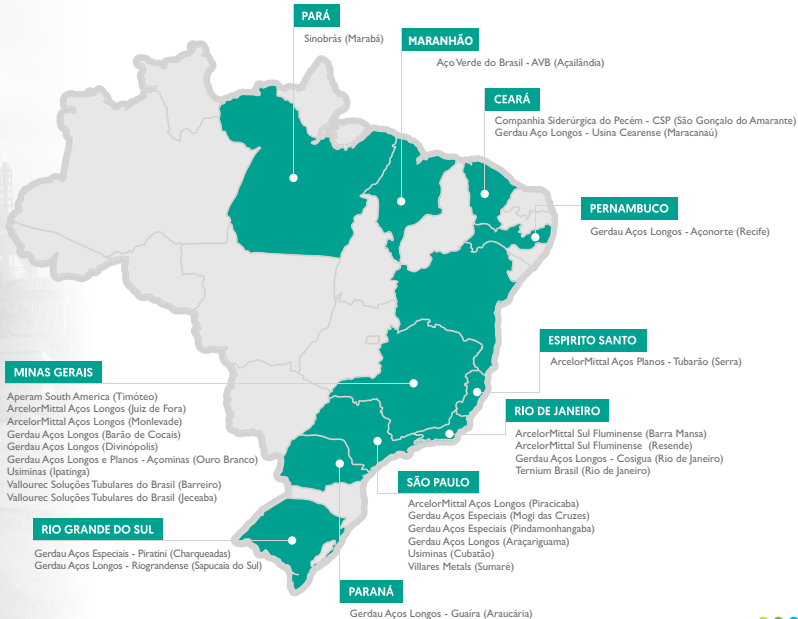 PARÁ
Sinobrás (Marabá)
MARANHÃO
Aço Verde do Brasil - AVB (Açailândia)
CEARÁ
Companhia Siderúrgica do Pecém - CSP (São Gonçalo do Amarante)
Gerdau Aço Longos - Usina Cearense (Maracanaú)
PERNAMBUCO
Gerdau Aços Longos - Açonorte (Recife)
ESPIRITO SANTO
ArcelorMittal Aços Planos - Tubarão (Serra)
MINAS GERAIS
Aperam South America (Timóteo)
ArcelorMittal Aços Longos (Juiz de Fora)
ArcelorMittal Aços Longos (Monlevade)
Gerdau Aços Longos (Barão de Cocais)
Gerdau Aços Longos (Divinópolis)
Gerdau Aços Longos e Planos - Açominas (Ouro Branco)
Usiminas (Ipatinga)
Vallourec Soluções Tubulares do Brasil (Barreiro)
Vallourec Soluções Tubulares do Brasil (Jeceaba)
RIO DE JANEIRO
ArcelorMittal Sul Fluminense (Barra Mansa)
ArcelorMittal Sul Fluminense (Resende)
Gerdau Aços Longos - Cosigua (Rio de Janeiro)
Ternium Brasil (Rio de Janeiro)
SÃO PAULO
ArcelorMittal Aços Longos (Piracicaba)
Gerdau Aços Especiais (Mogi das Cruzes)
Gerdau Aços Especiais (Pindamonhangaba)
Gerdau Aços Longos (Araçariguama)
Usiminas (Cubatão)
Villares Metals (Sumaré)
RIO GRANDE DO SUL
Gerdau Aços Especiais - Piratini (Charqueadas)
Gerdau Aços Longos - Riograndense (Sapucaia do Sul)
PARANÁ
Gerdau Aços Longos - Guaíra (Araucária)